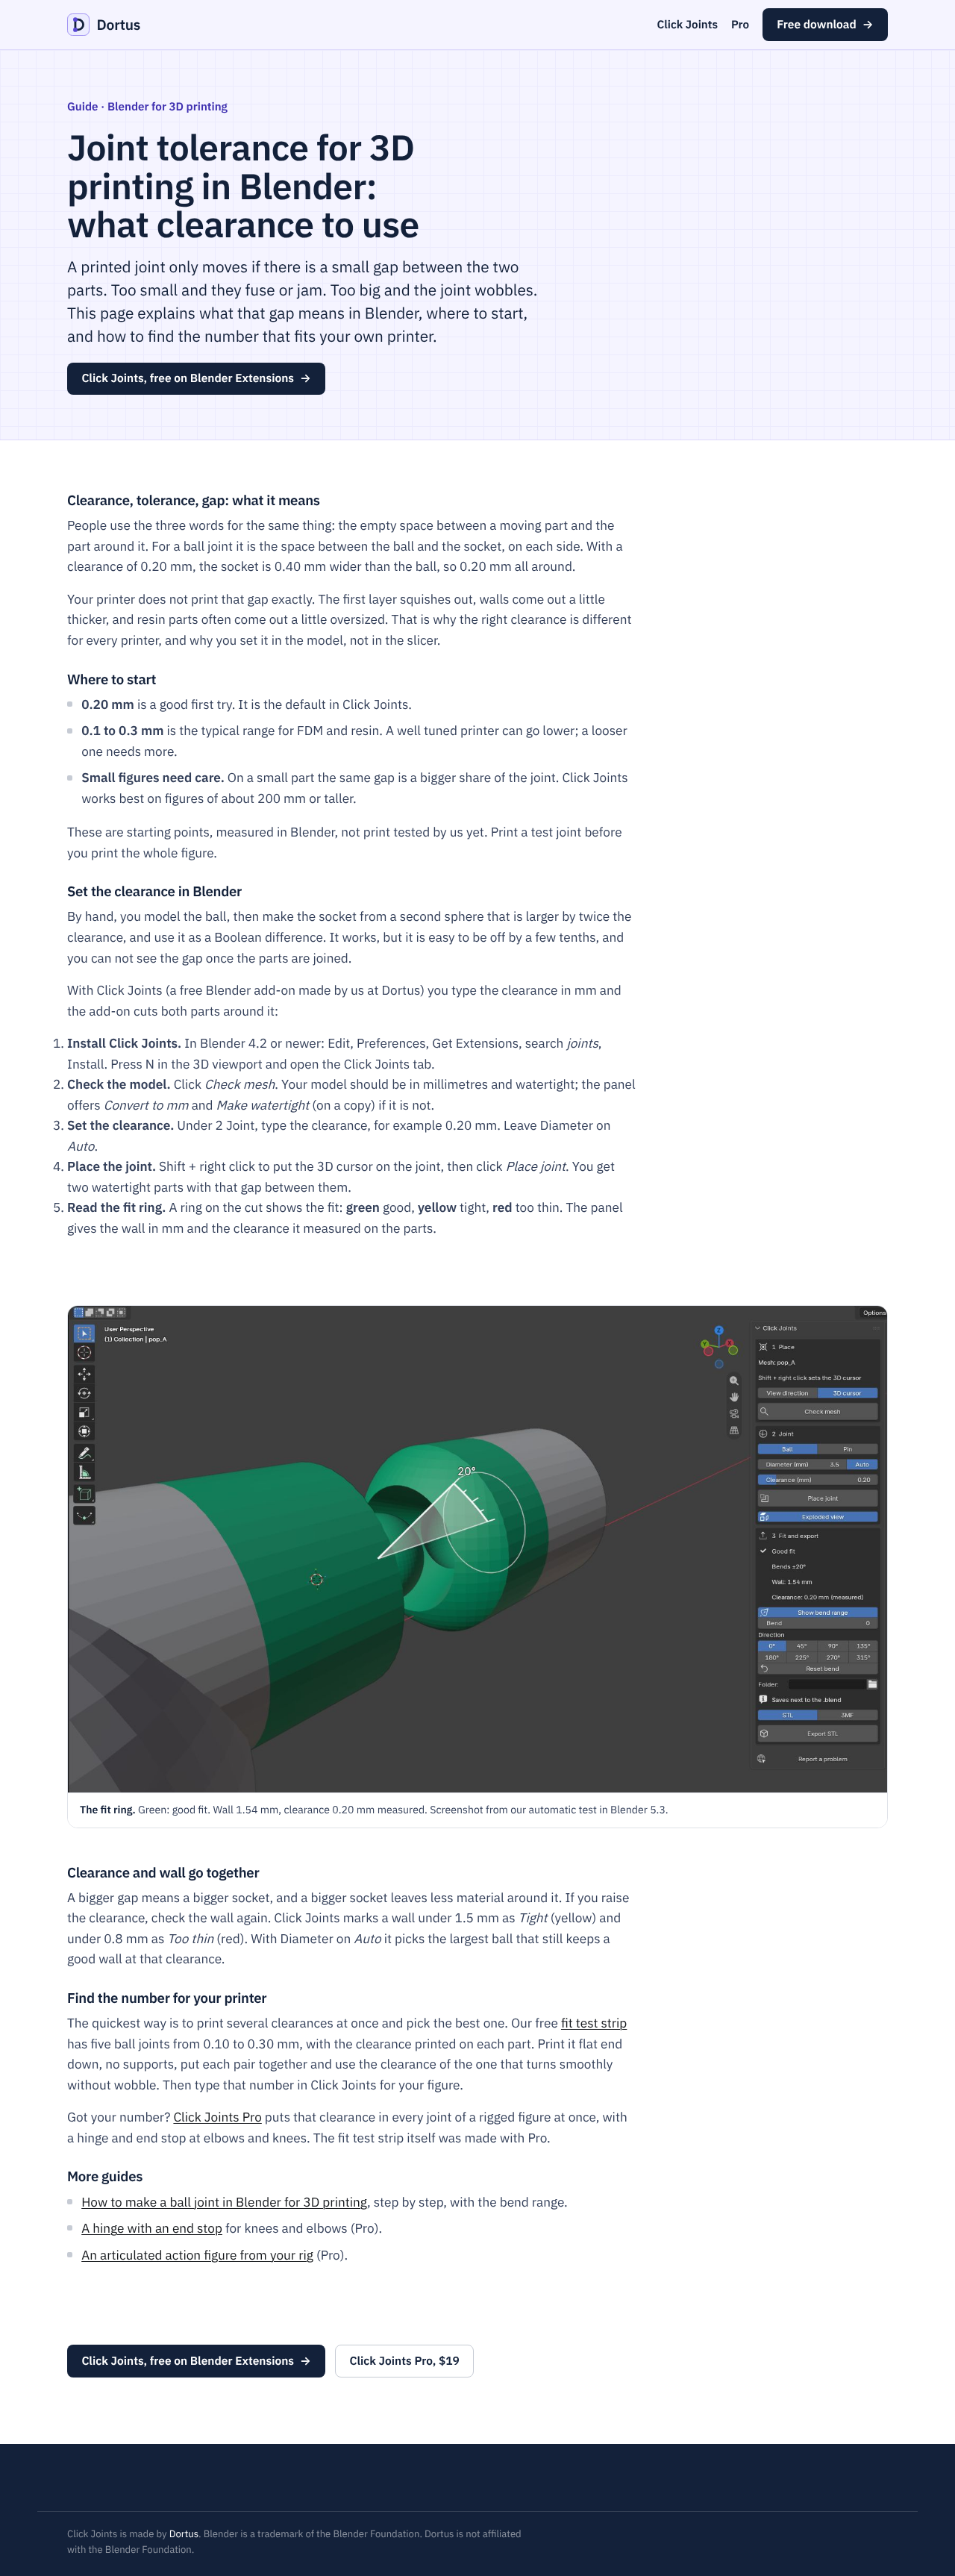 Dortus
Click Joints Pro Free download →
Guide · Blender for 3D printing
Joint tolerance for 3D
printing in Blender:
what clearance to use
A printed joint only moves if there is a small gap between the two
parts. Too small and they fuse or jam. Too big and the joint wobbles.
This page explains what that gap means in Blender, where to start,
and how to find the number that fits your own printer.
Click Joints, free on Blender Extensions →
Clearance, tolerance, gap: what it means
People use the three words for the same thing: the empty space between a moving part and the
part around it. For a ball joint it is the space between the ball and the socket, on each side. With a
clearance of 0.20 mm, the socket is 0.40 mm wider than the ball, so 0.20 mm all around.
Your printer does not print that gap exactly. The first layer squishes out, walls come out a little
thicker, and resin parts often come out a little oversized. That is why the right clearance is different
for every printer, and why you set it in the model, not in the slicer.
Where to start
0.20 mm is a good first try. It is the default in Click Joints.
0.1 to 0.3 mm is the typical range for FDM and resin. A well tuned printer can go lower; a looser
one needs more.
Small figures need care. On a small part the same gap is a bigger share of the joint. Click Joints
works best on figures of about 200 mm or taller.
These are starting points, measured in Blender, not print tested by us yet. Print a test joint before
you print the whole figure.
Set the clearance in Blender
By hand, you model the ball, then make the socket from a second sphere that is larger by twice the
clearance, and use it as a Boolean difference. It works, but it is easy to be off by a few tenths, and
you can not see the gap once the parts are joined.
With Click Joints (a free Blender add-on made by us at Dortus) you type the clearance in mm and
the add-on cuts both parts around it:
1. Install Click Joints. In Blender 4.2 or newer: Edit, Preferences, Get Extensions, search joints,
Install. Press N in the 3D viewport and open the Click Joints tab.
2. Check the model. Click Check mesh. Your model should be in millimetres and watertight; the panel
offers Convert to mm and Make watertight (on a copy) if it is not.
3. Set the clearance. Under 2 Joint, type the clearance, for example 0.20 mm. Leave Diameter on
Auto.
4. Place the joint. Shift + right click to put the 3D cursor on the joint, then click Place joint. You get
two watertight parts with that gap between them.
5. Read the fit ring. A ring on the cut shows the fit: green good, yellow tight, red too thin. The panel
gives the wall in mm and the clearance it measured on the parts.
Options
User Perspective
(1) Collection | pop_A
20°
Z
Click Joints
1 Place
Mesh: pop_A
Shift + right click sets the 3D cursor
View direction 3D cursor
Check mesh
2 Joint
Ball Pin
Diameter (mm) 3.5 Auto
Clearance (mm) 0.20
Place joint
Exploded view
3 Fit and export
Good fit
Bends ±20°
Wall: 1.54 mm
Clearance: 0.20 mm (measured)
Show bend range
Bend 0
Direction
0° 45° 90° 135°
180° 225° 270° 315°
Reset bend
Folder:
Saves next to the .blend
STL 3MF
Export STL
Report a problem
The fit ring. Green: good fit. Wall 1.54 mm, clearance 0.20 mm measured. Screenshot from our automatic test in Blender 5.3.
Clearance and wall go together
A bigger gap means a bigger socket, and a bigger socket leaves less material around it. If you raise
the clearance, check the wall again. Click Joints marks a wall under 1.5 mm as Tight (yellow) and
under 0.8 mm as Too thin (red). With Diameter on Auto it picks the largest ball that still keeps a
good wall at that clearance.
Find the number for your printer
The quickest way is to print several clearances at once and pick the best one. Our free fit test strip
has five ball joints from 0.10 to 0.30 mm, with the clearance printed on each part. Print it flat end
down, no supports, put each pair together and use the clearance of the one that turns smoothly
without wobble. Then type that number in Click Joints for your figure.
Got your number? Click Joints Pro puts that clearance in every joint of a rigged figure at once, with
a hinge and end stop at elbows and knees. The fit test strip itself was made with Pro.
More guides
How to make a ball joint in Blender for 3D printing, step by step, with the bend range.
A hinge with an end stop for knees and elbows (Pro).
An articulated action figure from your rig (Pro).
Click Joints, free on Blender Extensions → Click Joints Pro, $19
Click Joints is made by Dortus. Blender is a trademark of the Blender Foundation. Dortus is not affiliated
with the Blender Foundation.